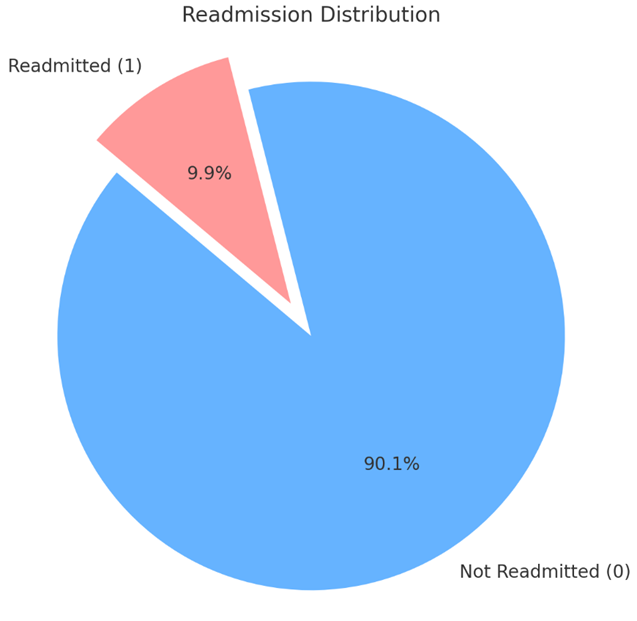 Readmission Distribution
Readmitted (1)
9.9%
90.1%
Not Readmitted (0)